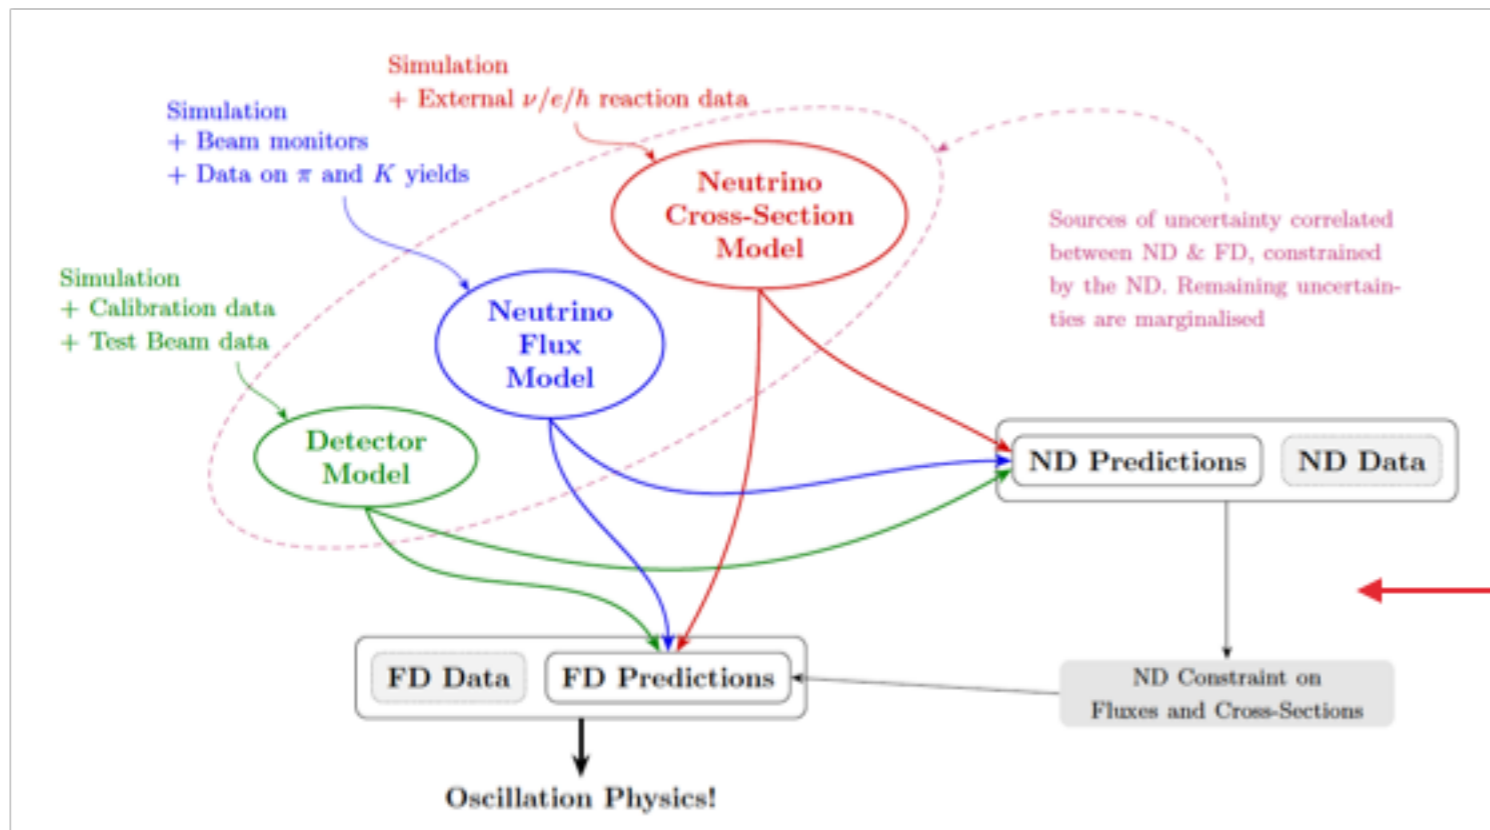 Simulation
+ External ν/e/h reaction data
Simulation
+ Beam monitors
+ Data on π and K yields
Neutrino
Cross-Section
Model
Sources of uncertainty correlated
between ND & FD, constrained
by the ND. Remaining uncertain-
ties are marginalised
Simulation
+ Calibration data
+ Test Beam data
Neutrino
Flux
Model
Detector
Model
ND Predictions
ND Data
FD Data
FD Predictions
ND Constraint on
Fluxes and Cross-Sections
Oscillation Physics!